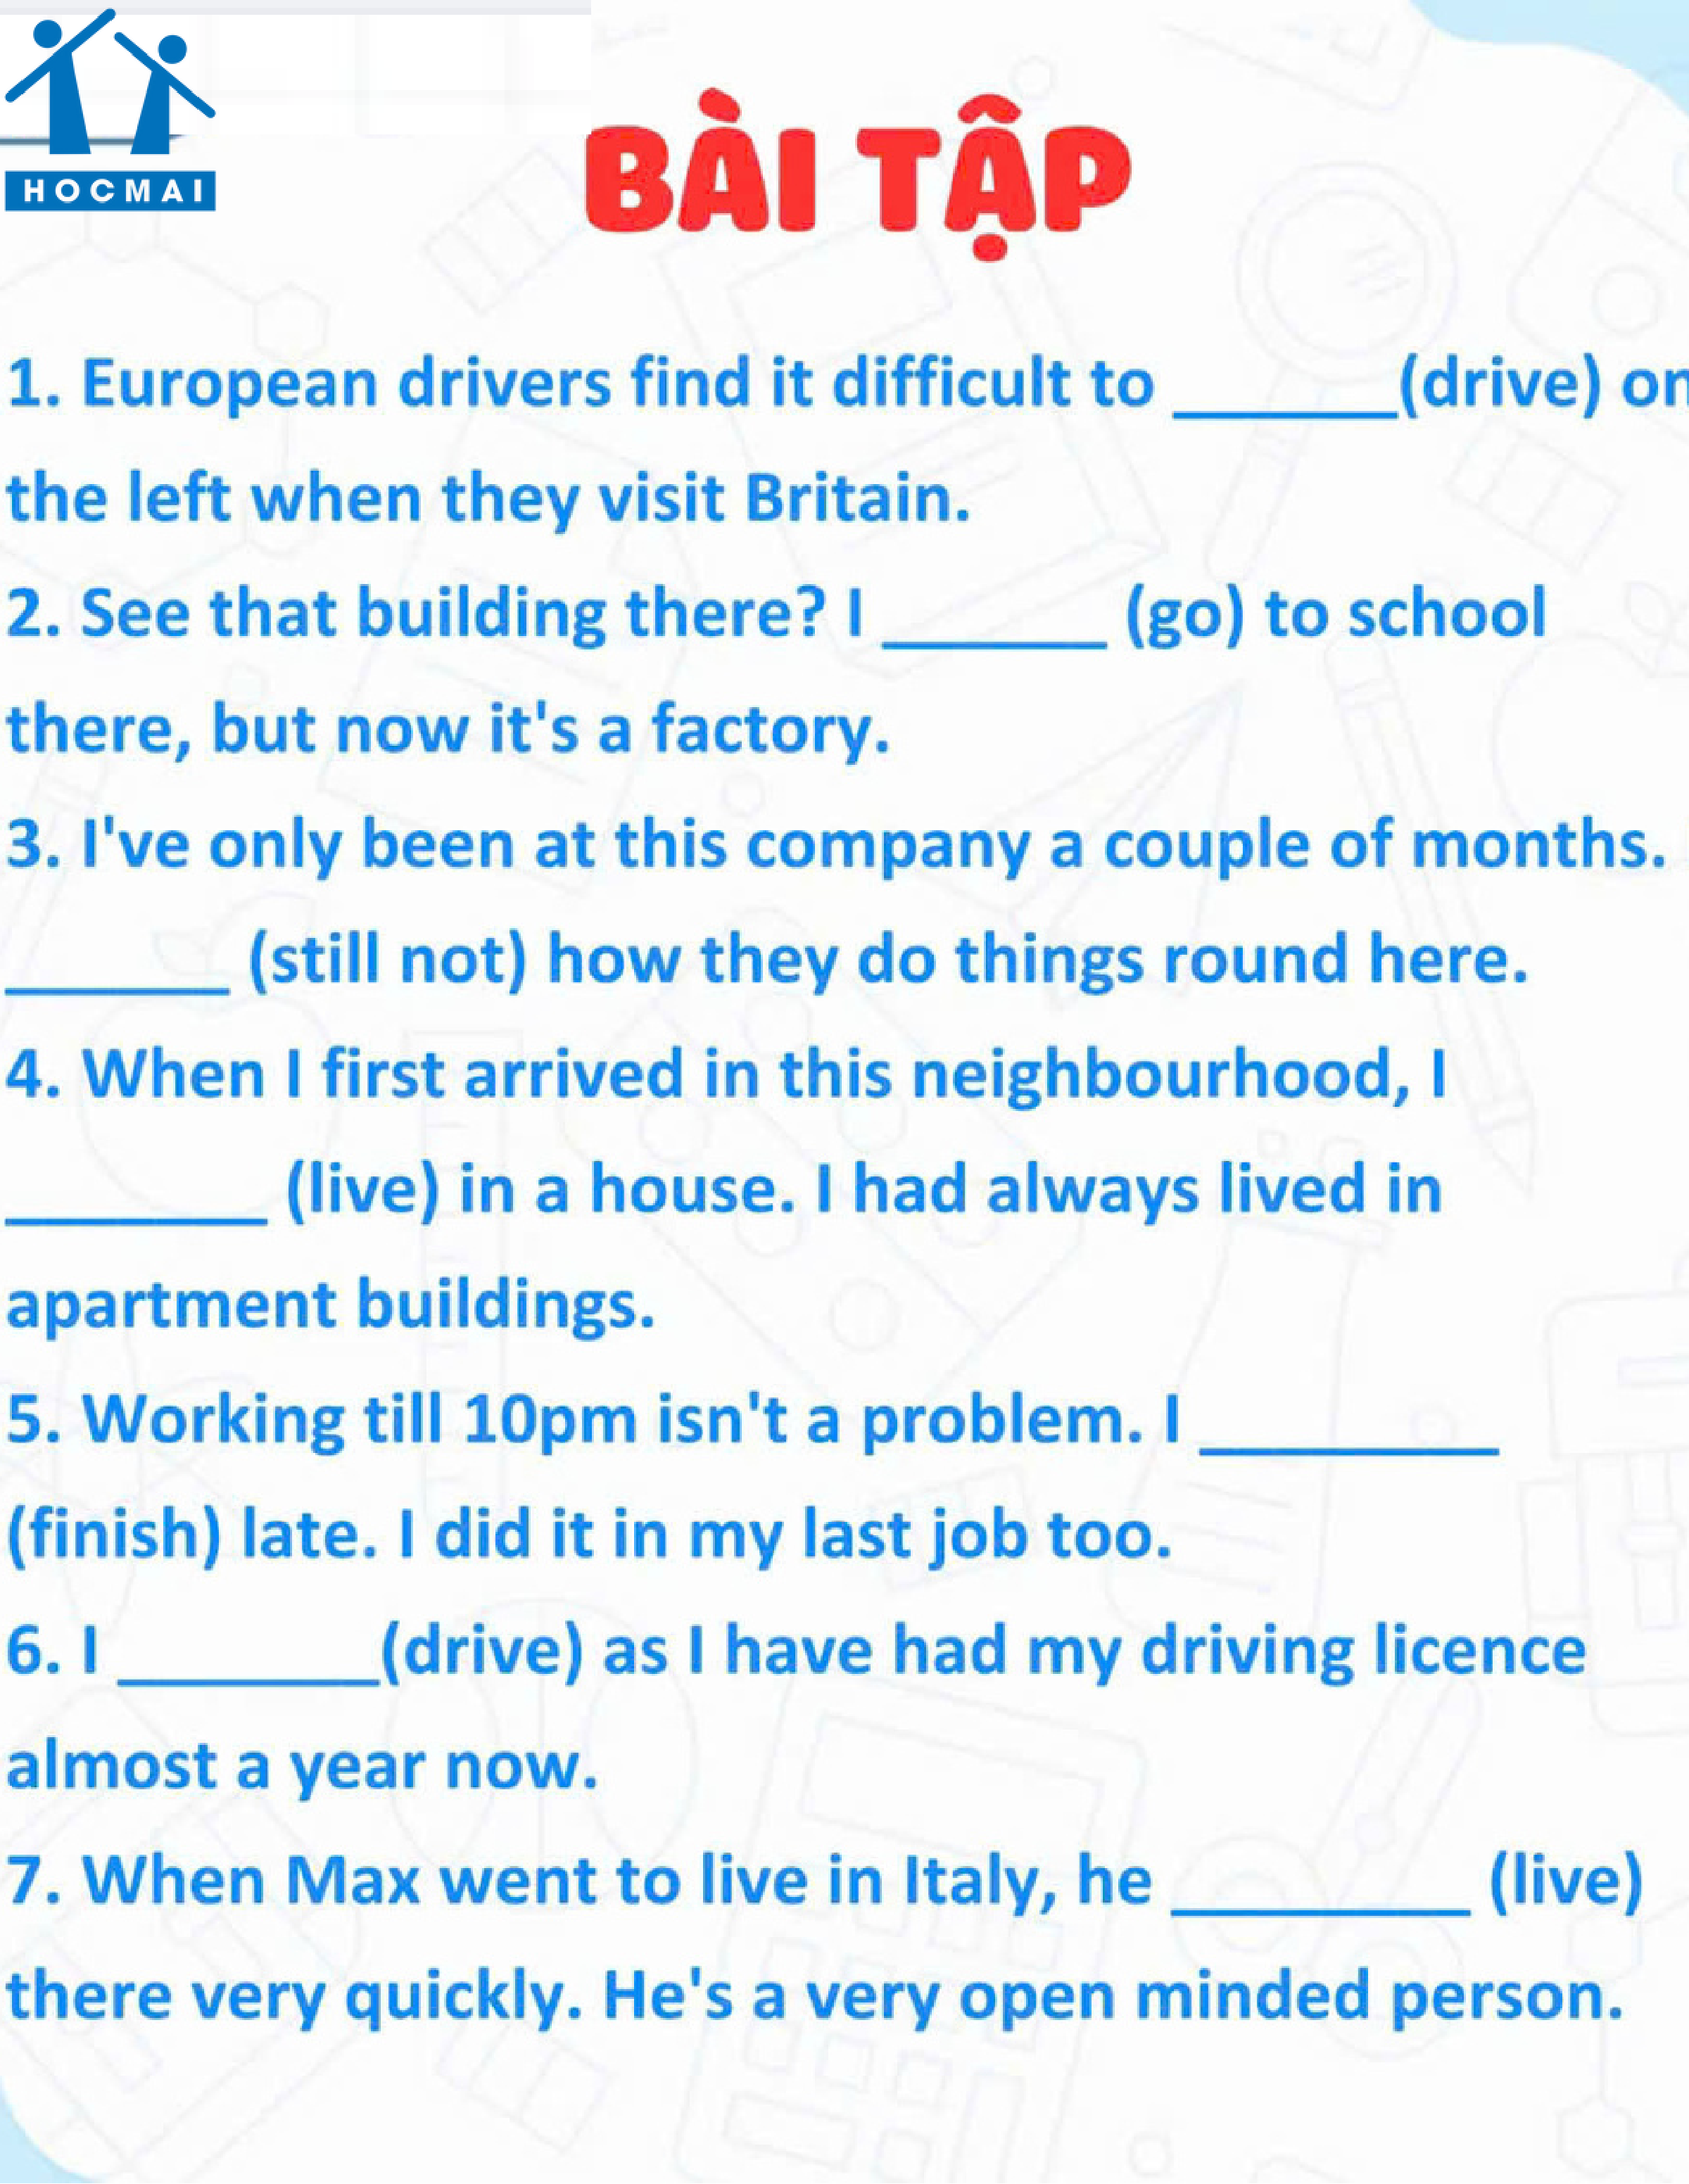 HOCMAI
BÀI TẬP
1. European drivers find it difficult to ______(drive) on
the left when they visit Britain.
2. See that building there? I ______ (go) to school
there, but now it's a factory.
3. I've only been at this company a couple of months.
______ (still not) how they do things round here.
4. When I first arrived in this neighbourhood, I
_______ (live) in a house. I had always lived in
apartment buildings.
5. Working till 10pm isn't a problem. I ________
(finish) late. I did it in my last job too.
6. I _______(drive) as I have had my driving licence
almost a year now.
7. When Max went to live in Italy, he ________ (live)
there very quickly. He's a very open minded person.